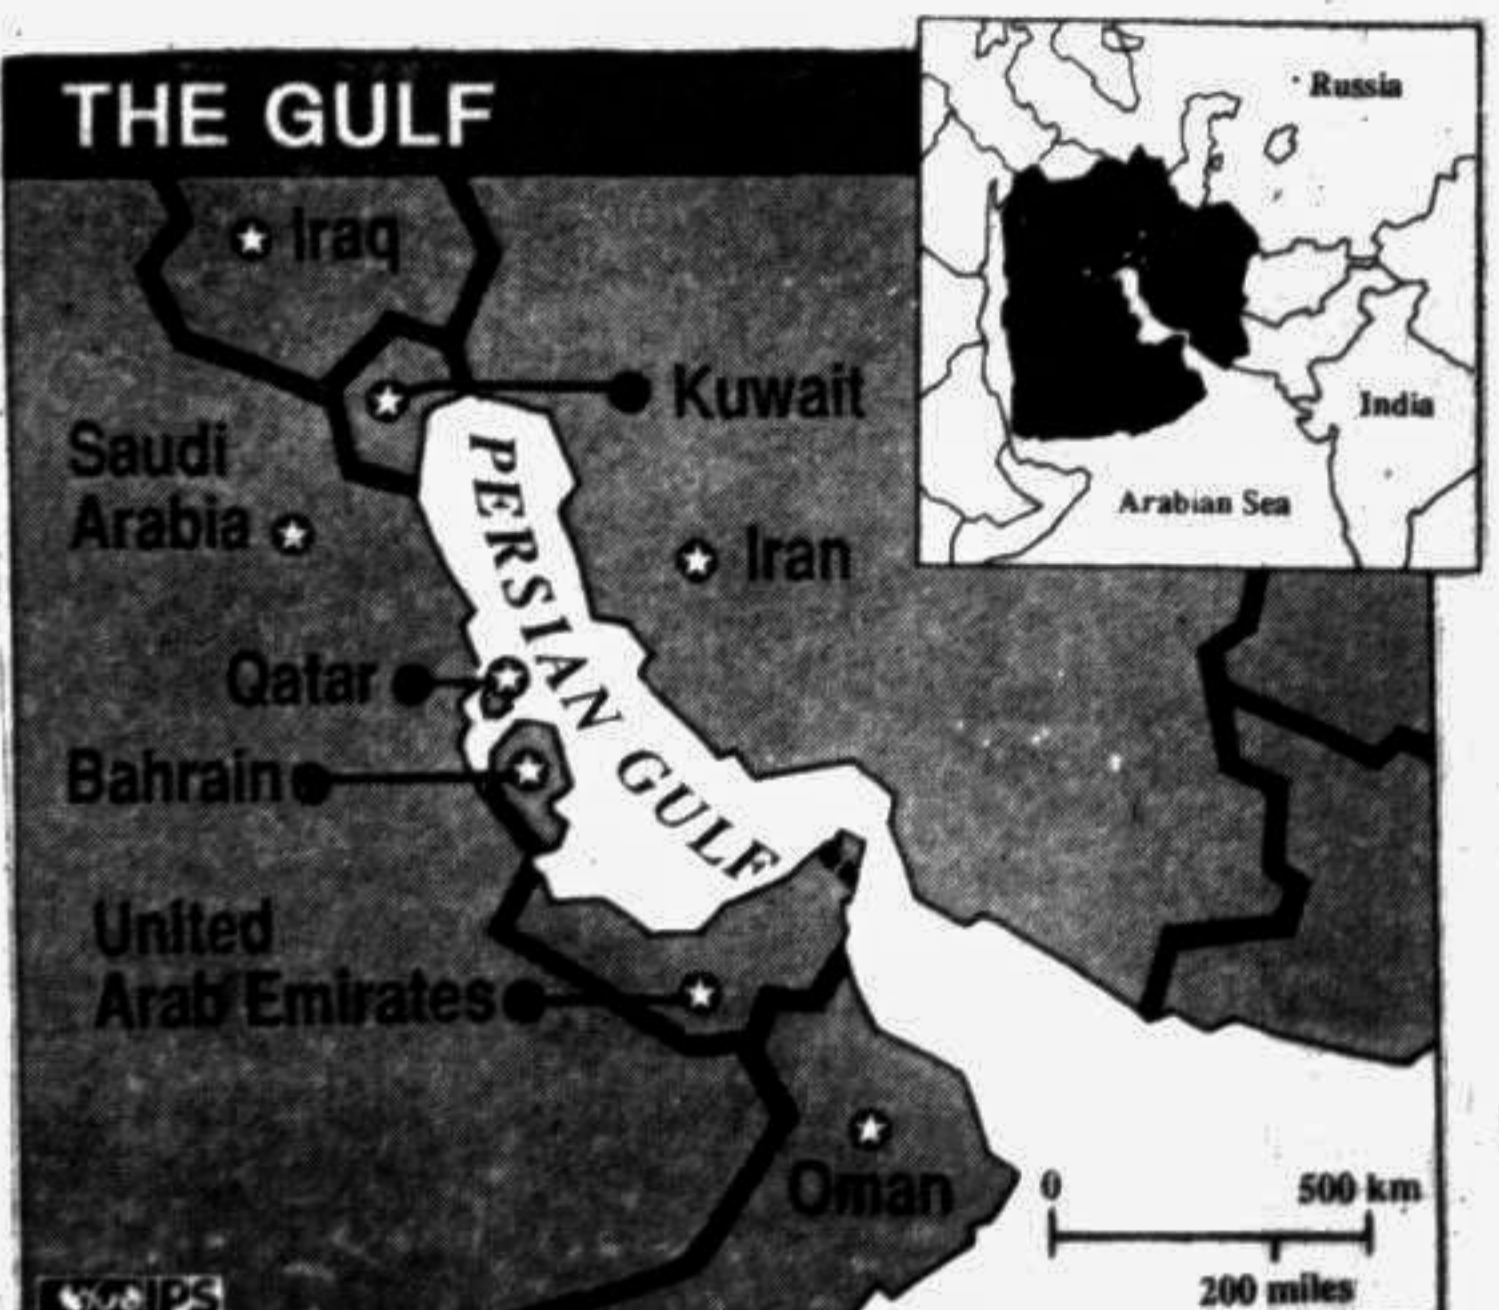 THE GULF
Russia
Iraq
Kuwait
India
Saudi
Arabia
PERSIAN GULF
Arabian Sea
Iran
Qatar
Bahrain
United
Arab Emirates
Oman
0
500 km
200 miles
IPS